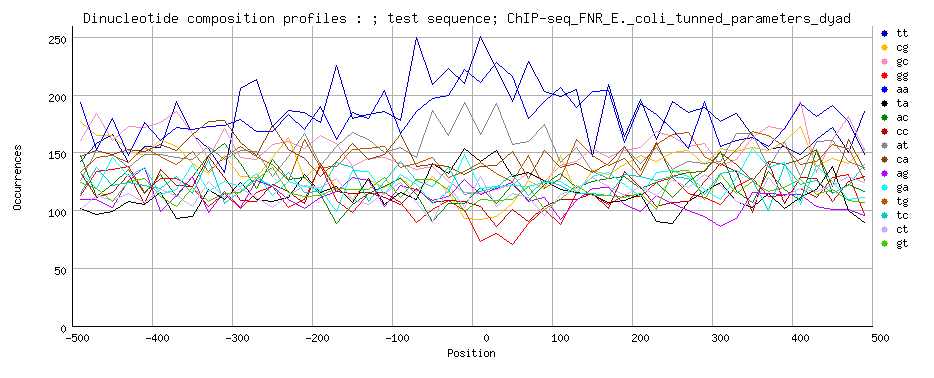 Dinucleotide composition profiles : ; test sequence; ChIP-seq_FNR_E._coli_tunned_parameters_dyad
250
200
150
100
50
0
Occurrences
-500
-400
-300
-200
-100
0
100
200
300
400
500
Position
tt
cg
gc
gg
aa
ta
ac
cc
at
ca
ag
ga
tg
tc
ct
gt